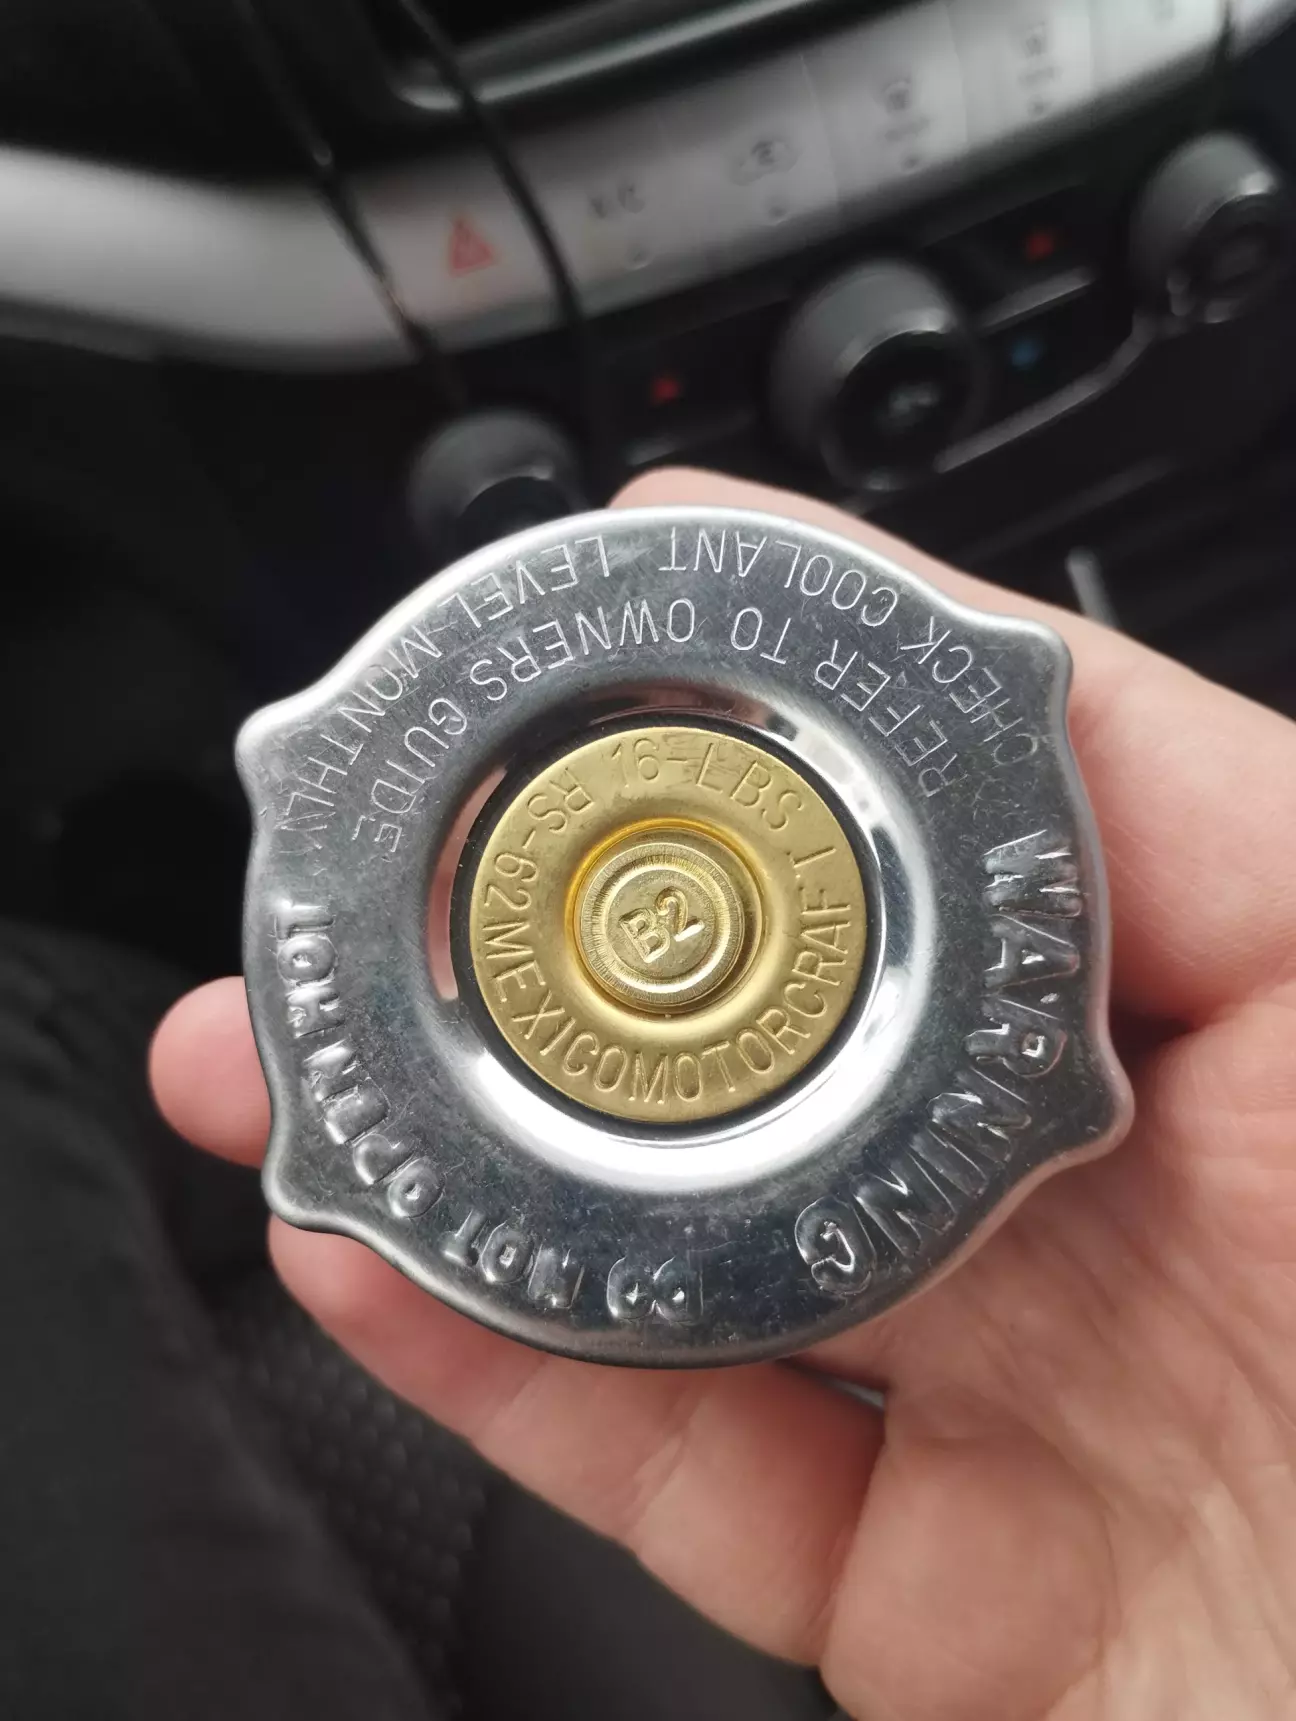 WARNING
DO NOT OPEN HOT
CHECK COOLANT LEVEL-MONTHLY
REFER TO OWNERS GUIDE
RS 16-LBS
MOTORCRAFT
RS-62
MEXICO
B2
A/C